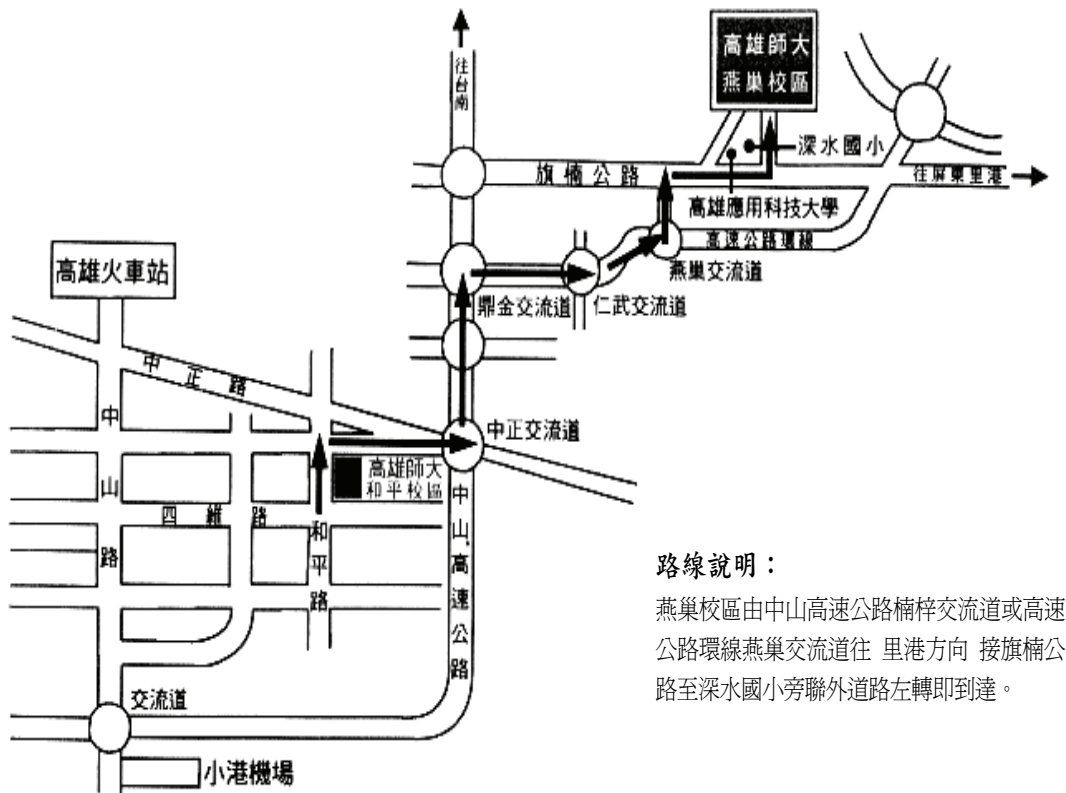 高雄師大
燕巢校區
往台南
深水國小
旗楠公路
往屏東里港
高雄應用科技大學
高速公路環線
燕巢交流道
高雄火車站
鼎金交流道
仁武交流道
中正路
中山路
中正交流道
高雄師大
和平校區
四維路
和平路
中山高速公路
路線說明：
燕巢校區由中山高速公路楠梓交流道或高速
公路環線燕巢交流道往 里港方向 接旗楠公
路至深水國小旁聯外道路左轉即到達。
交流道
小港機場